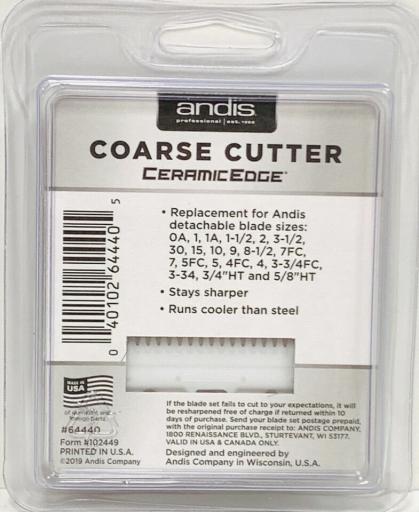 andis
professional | est. 1922
COARSE CUTTER
CERAMICEDGE®
• Replacement for Andis
detachable blade sizes:
0A, 1, 1A, 1-1/2, 2, 3-1/2,
30, 15, 10, 9, 8-1/2, 7FC,
7, 5FC, 5, 4FC, 4, 3-3/4FC,
3-34, 3/4"HT and 5/8"HT
• Stays sharper
• Runs cooler than steel
0 40102 64440 5
MADE IN
USA
of domestic and
foreign parts
#64440
Form #102449
PRINTED IN U.S.A.
©2019 Andis Company
If the blade set fails to cut to your expectations, it will
be resharpened free of charge if returned within 10
days of purchase. Send your blade set postage prepaid,
with the original purchase receipt to: ANDIS COMPANY,
1800 RENAISSANCE BLVD., STURTEVANT, WI 53177.
VALID IN USA & CANADA ONLY.
Designed and engineered by
Andis Company in Wisconsin, U.S.A.